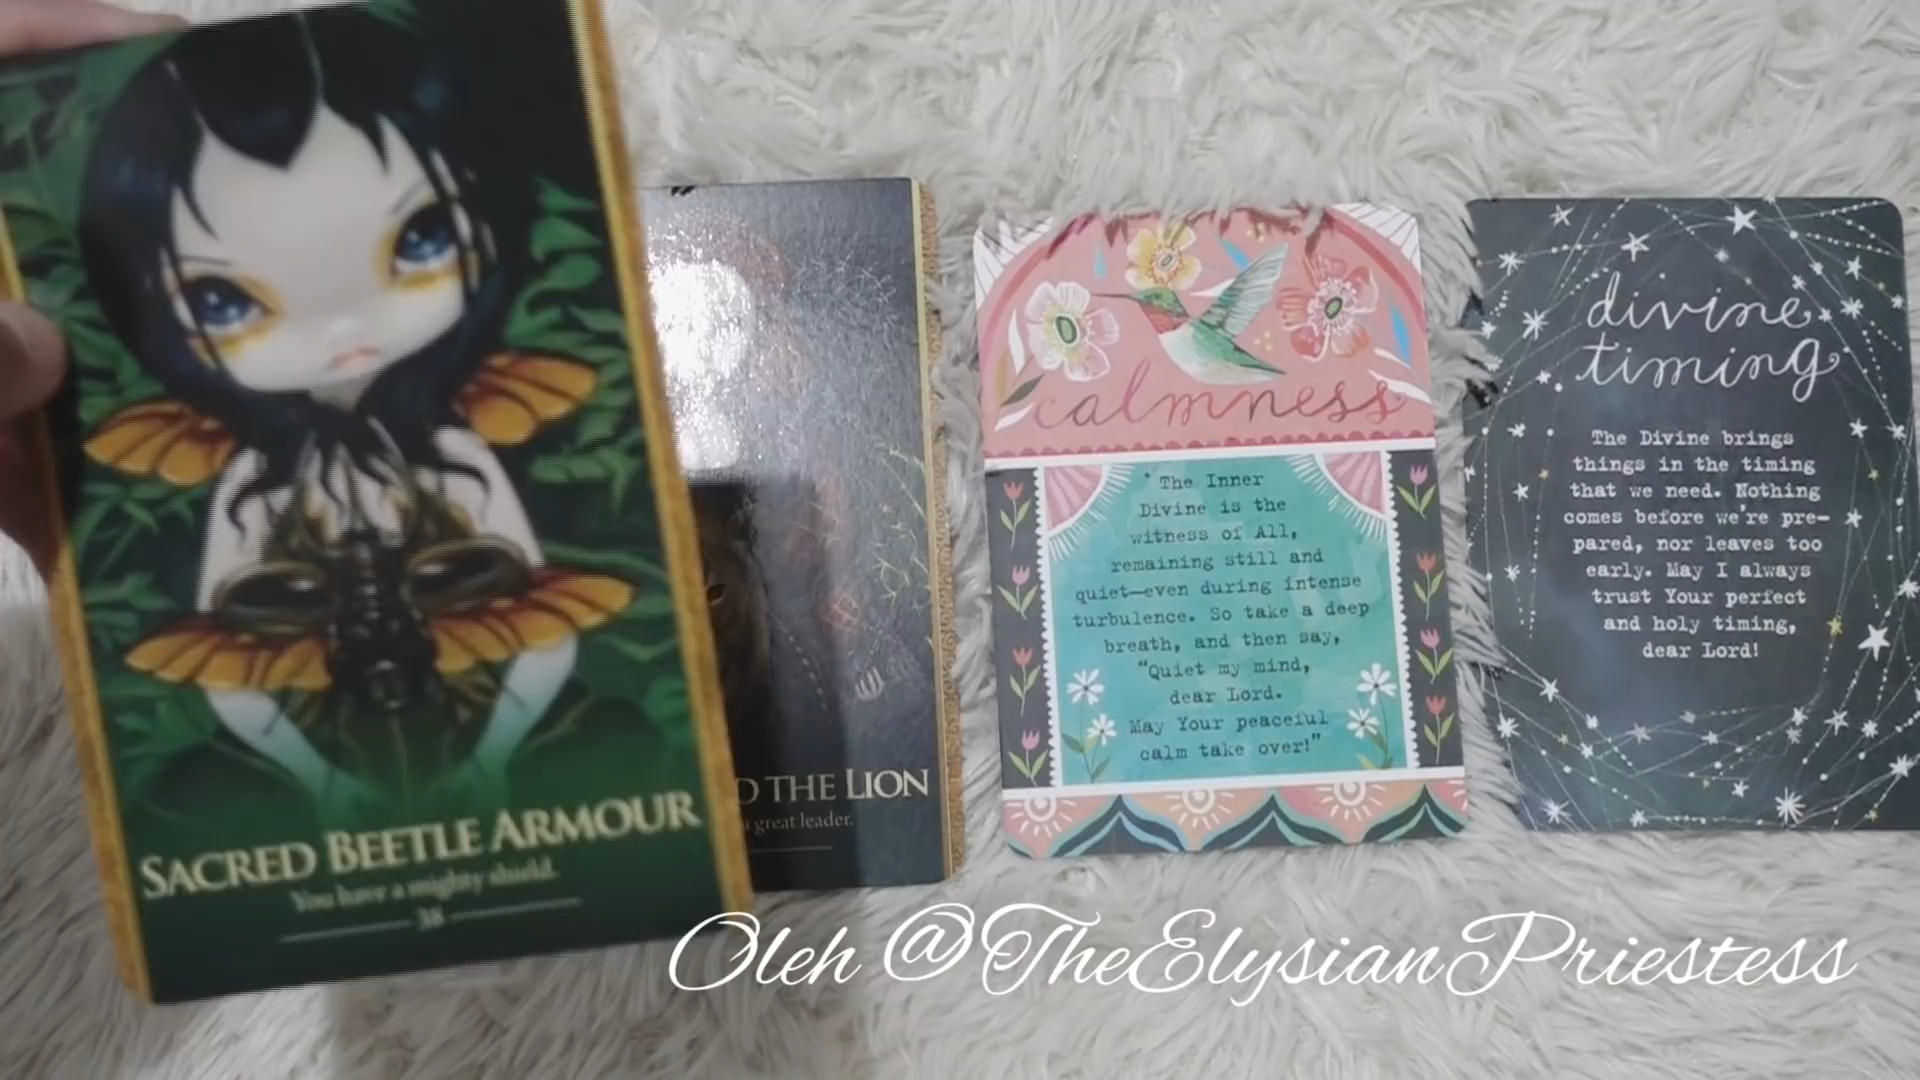 SACRED BEETLE ARMOUR
You have a mighty shield.
38
D THE LION
great leader.
calmness
The Inner
Divine is the
witness of All,
remaining still and
quiet—even during intense
turbulence. So take a deep
breath, and then say,
“Quiet my mind,
dear Lord.
May Your peaceful
calm take over!”
divine
timing
The Divine brings
things in the timing
that we need. Nothing
comes before we're pre-
pared, nor leaves too
early. May I always
trust Your perfect
and holy timing,
dear Lord!
Oleh @TheElysianPriestess